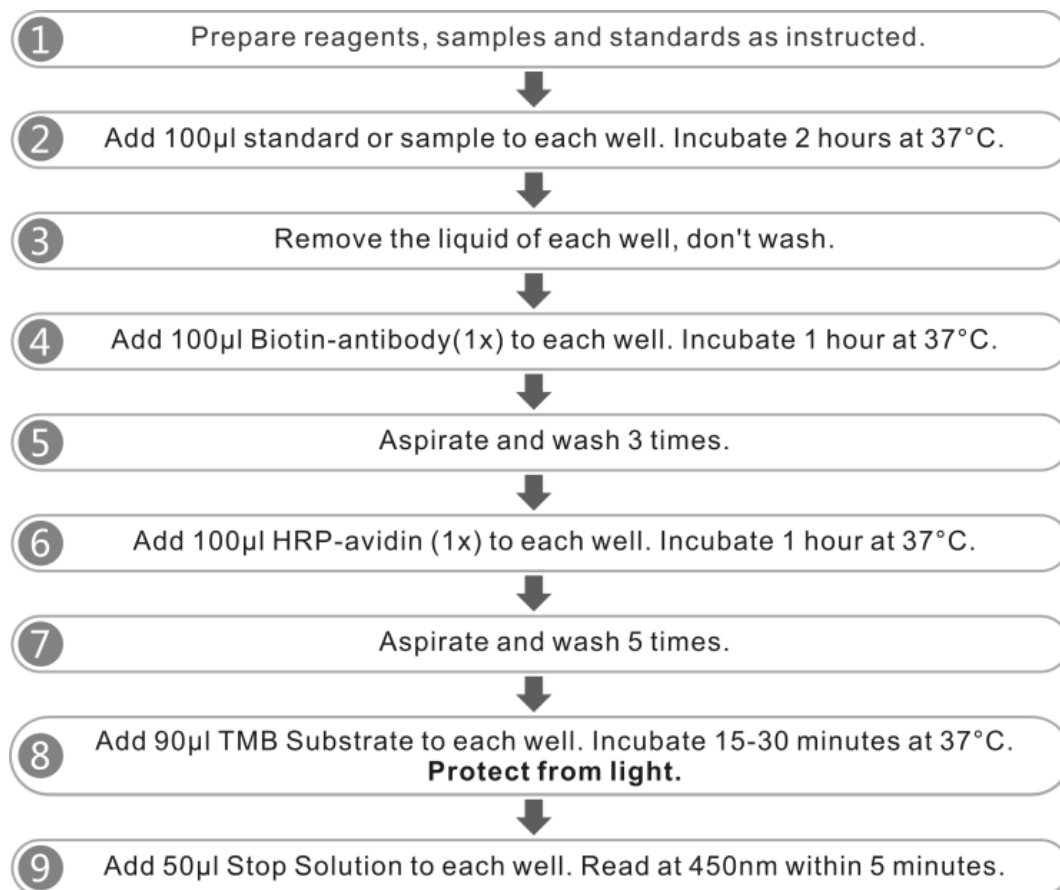 1 Prepare reagents, samples and standards as instructed.
2 Add 100µl standard or sample to each well. Incubate 2 hours at 37°C.
3 Remove the liquid of each well, don't wash.
4 Add 100µl Biotin-antibody(1x) to each well. Incubate 1 hour at 37°C.
5 Aspirate and wash 3 times.
6 Add 100µl HRP-avidin (1x) to each well. Incubate 1 hour at 37°C.
7 Aspirate and wash 5 times.
8 Add 90µl TMB Substrate to each well. Incubate 15-30 minutes at 37°C.
Protect from light.
9 Add 50µl Stop Solution to each well. Read at 450nm within 5 minutes.